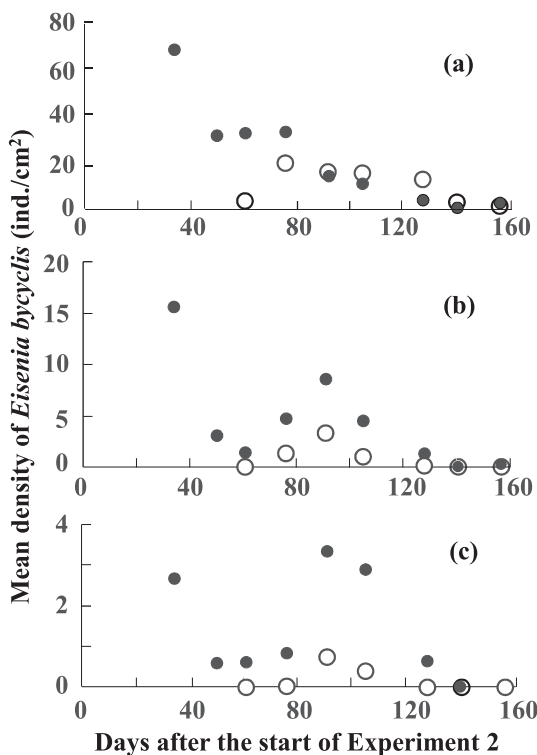 Mean density of Eisenia bycyclis (ind./cm²)
80
60
40
20
0
(a)
0 40 80 120 160
20
15
10
5
0
(b)
0 40 80 120 160
4
2
0
(c)
0 40 80 120 160
Days after the start of Experiment 2